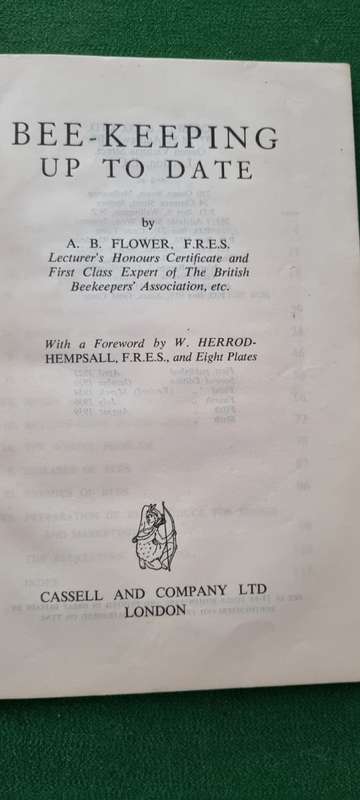 BEE-KEEPING
UP TO DATE
by
A. B. FLOWER, F.R.E.S.
Lecturer's Honours Certificate and
First Class Expert of The British
Beekeepers' Association, etc.
With a Foreword by W. HERROD-
HEMPSALL, F.R.E.S., and Eight Plates
CASSELL AND COMPANY LTD
LONDON